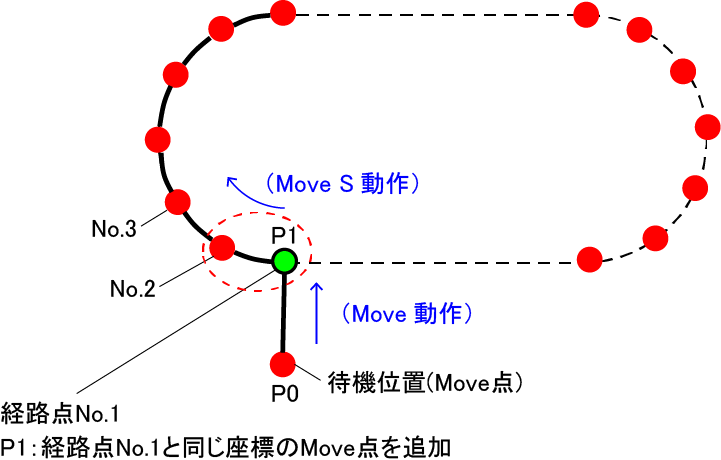 (Move S 動作)
No.3
P1
No.2
(Move 動作)
待機位置(Move点)
P0
経路点No.1
P1:経路点No.1と同じ座標のMove点を追加